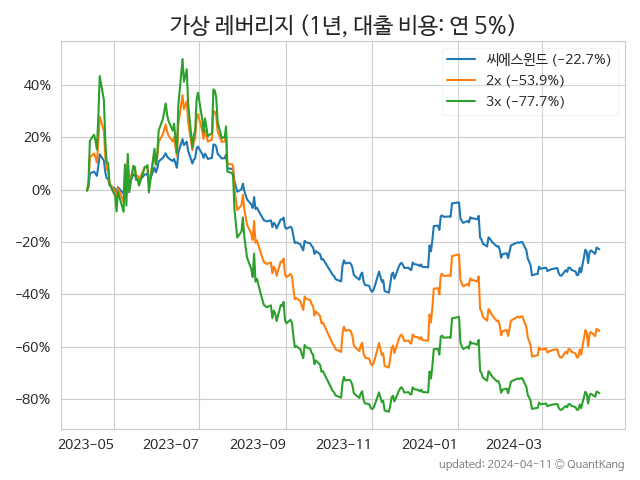 가상 레버리지 (1년, 대출 비용: 연 5%)
씨에스윈드 (−22.7%)
2x (−53.9%)
3x (−77.7%)
40%
20%
0%
−20%
−40%
−60%
−80%
2023-05 2023-07 2023-09 2023-11 2024-01 2024-03
updated: 2024-04-11 © QuantKang